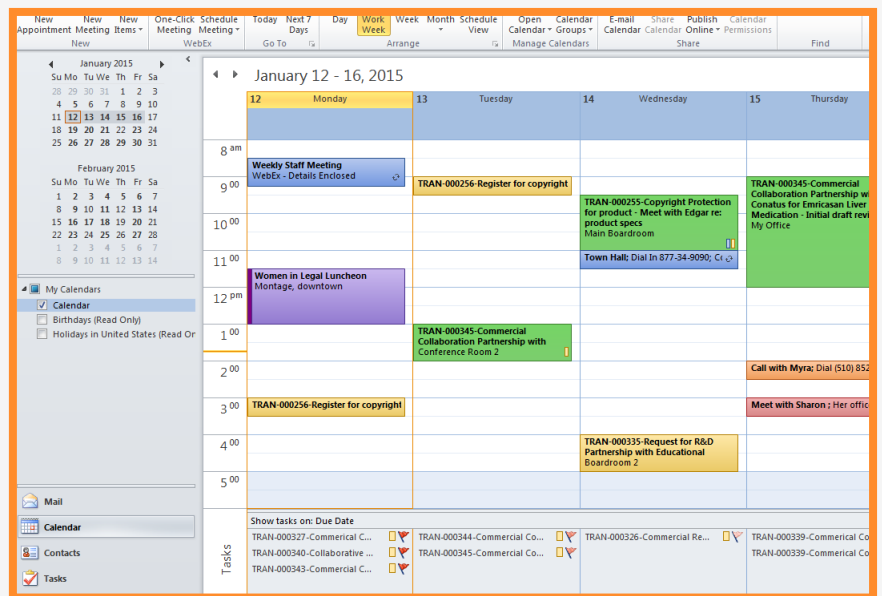 New New New One-Click Schedule Today Next 7 Day Work Week Month Schedule Open Calendar E-mail Share Publish Calendar
Appointment Meeting Items Meeting Meeting Days Week View Calendar Groups Calendar Calendar Online Permissions
New WebEx Go To Arrange Manage Calendars Share Find
January 2015
Su Mo Tu We Th Fr Sa
28 29 30 31 1 2 3
4 5 6 7 8 9 10
11 12 13 14 15 16 17
18 19 20 21 22 23 24
25 26 27 28 29 30 31
February 2015
Su Mo Tu We Th Fr Sa
1 2 3 4 5 6 7
8 9 10 11 12 13 14
15 16 17 18 19 20 21
22 23 24 25 26 27 28
1 2 3 4 5 6 7
8 9 10 11 12 13 14
My Calendars
Calendar
Birthdays (Read Only)
Holidays in United States (Read Or
Mail
Calendar
Contacts
Tasks
January 12 - 16, 2015
12 Monday 13 Tuesday 14 Wednesday 15 Thursday
8 am
9 00
10 00
11 00
12 pm
1 00
2 00
3 00
4 00
5 00
Weekly Staff Meeting
WebEx - Details Enclosed
Women in Legal Luncheon
Montage, downtown
TRAN-000256-Register for copyright
TRAN-000256-Register for copyright
TRAN-000345-Commercial
Collaboration Partnership with
Conference Room 2
TRAN-000255-Copyright Protection
for product - Meet with Edgar re:
product specs
Main Boardroom
Town Hall; Dial In 877-34-9090; Cc
TRAN-000335-Request for R&D
Partnership with Educational
Boardroom 2
TRAN-000345-Commercial
Collaboration Partnership wi
Conatus for Emricasan Liver
Medication - Initial draft revi
My Office
Call with Myra; Dial (510) 852
Meet with Sharon ; Her offic
Tasks
Show tasks on: Due Date
TRAN-000327-Commerical C...
TRAN-000340-Collaborative ...
TRAN-000343-Commercial C...
TRAN-000344-Commercial Co...
TRAN-000345-Commercial Co...
TRAN-000326-Commercial Re...
TRAN-000339-Commerical Co
TRAN-000339-Commerical Co